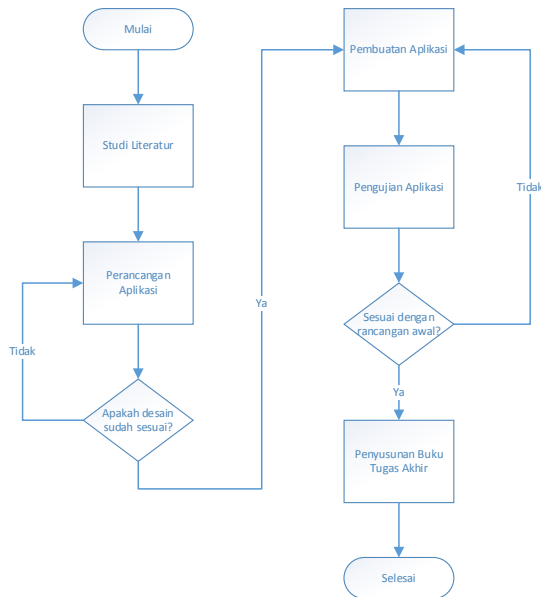 Mulai
Studi Literatur
Perancangan
Aplikasi
Tidak
Apakah desain
sudah sesuai?
Ya
Pembuatan Aplikasi
Pengujian Aplikasi
Tidak
Sesuai dengan
rancangan awal?
Ya
Penyusunan Buku
Tugas Akhir
Selesai